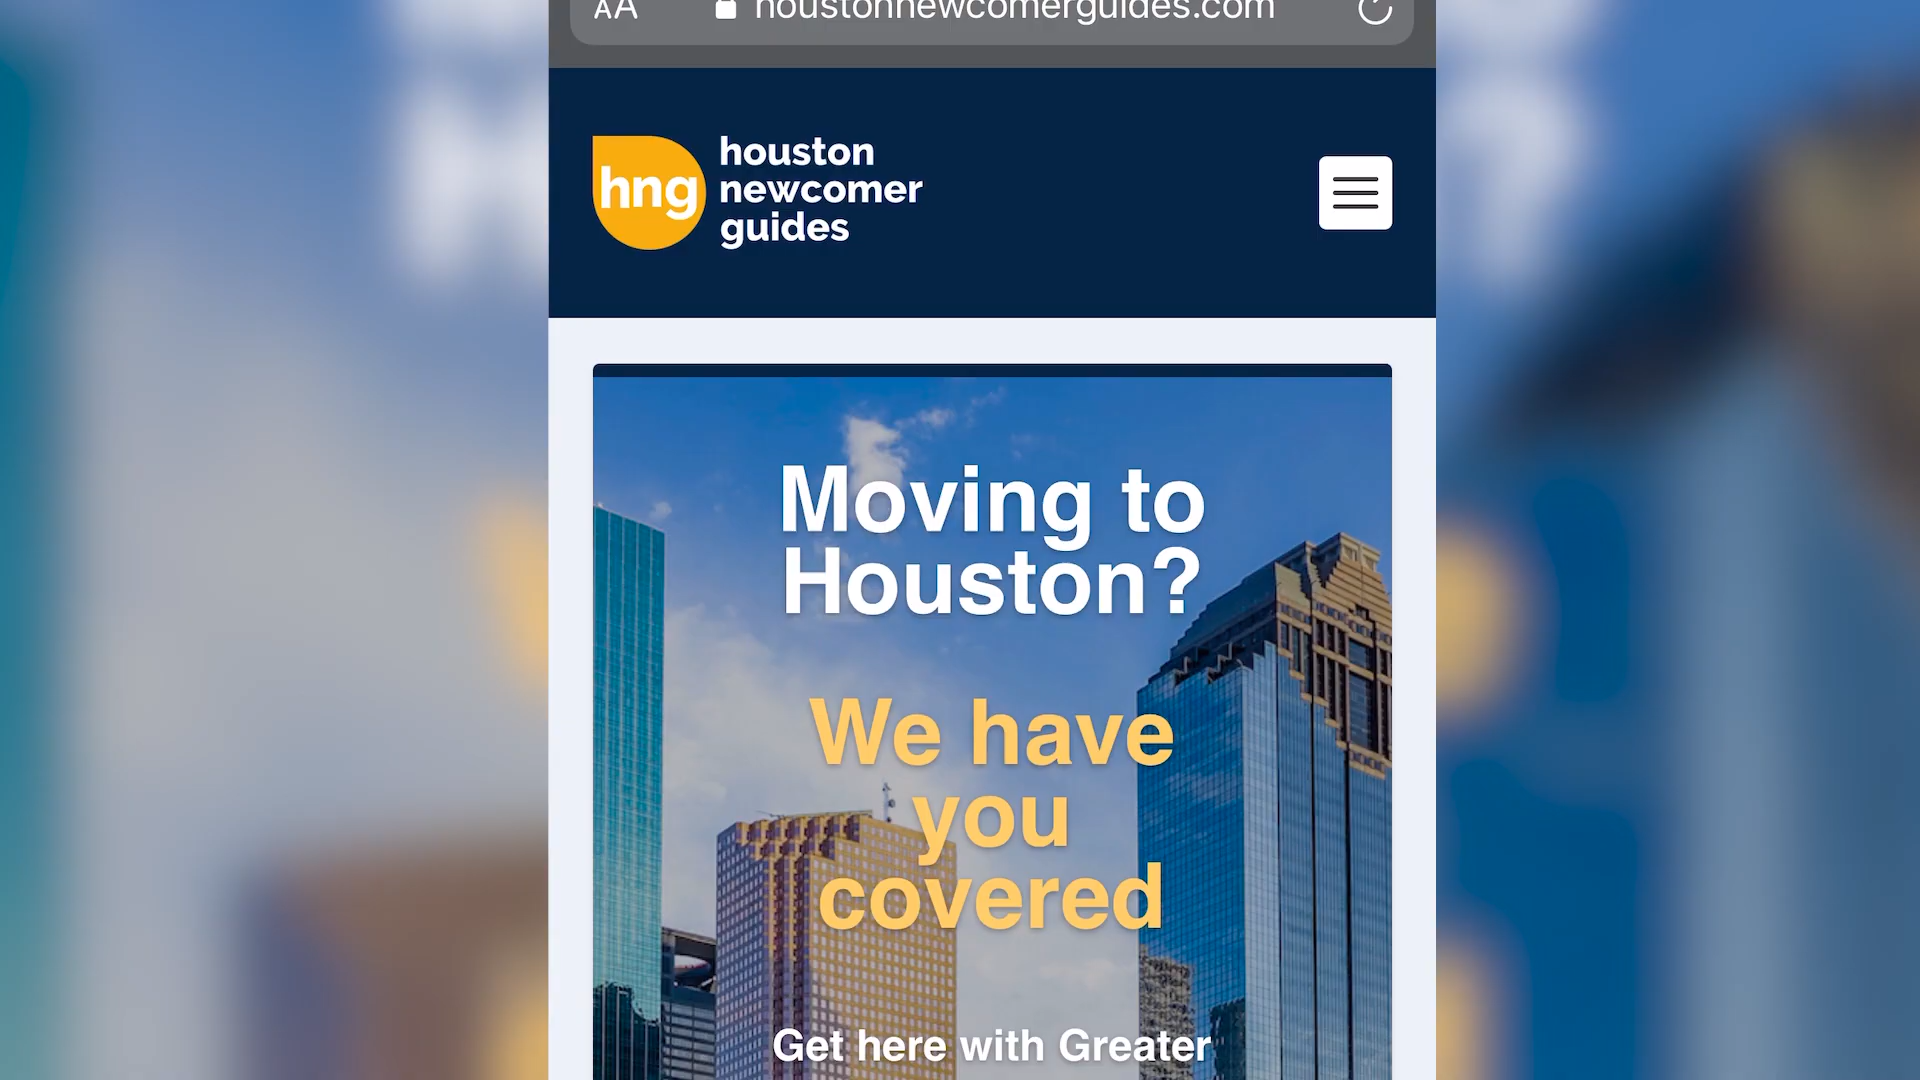 AA houstonnewcomerguides.com
hng
houston
newcomer
guides
Moving to
Houston?
We have
you
covered
Get here with Greater